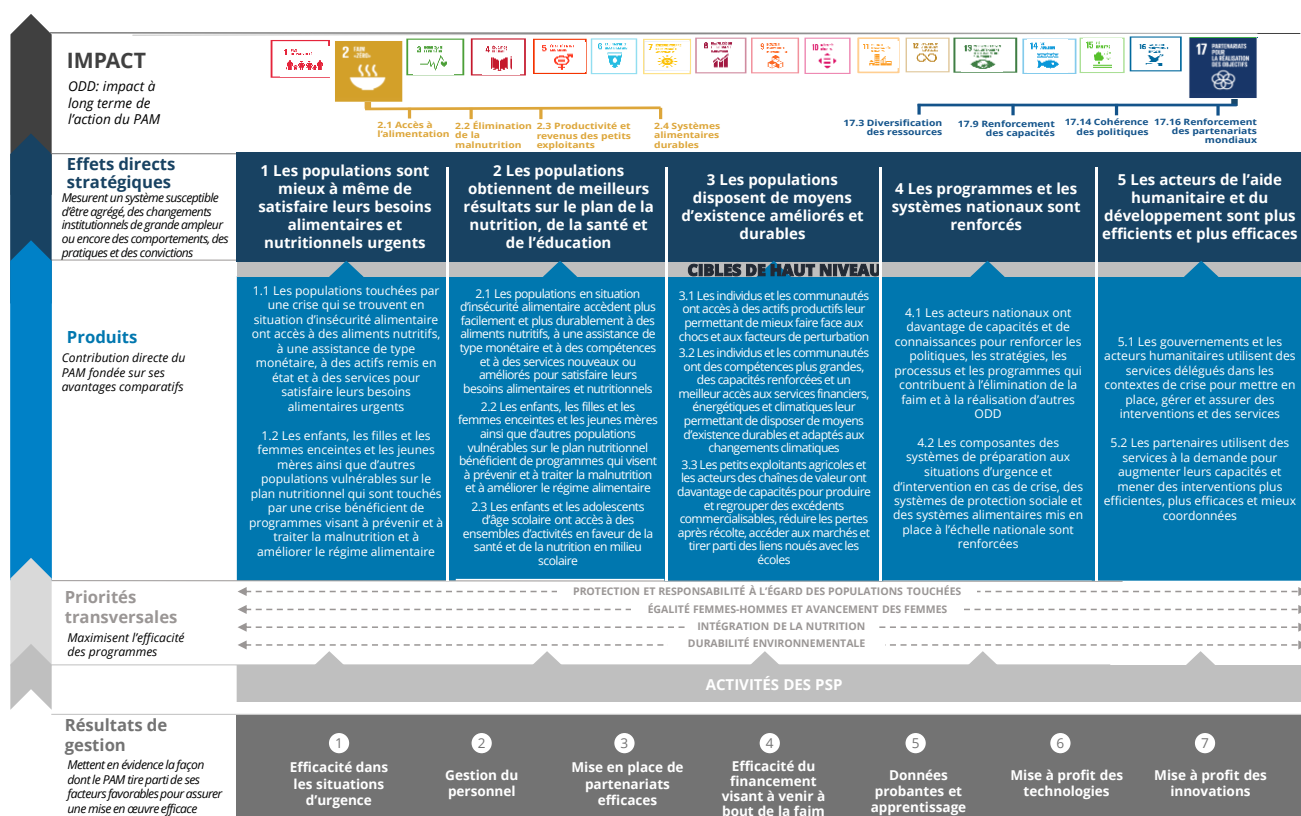 IMPACT
ODD: impact à
long terme de
l’action du PAM
2
17 PARTENARIATS
POUR
LA RÉALISATION
DES OBJECTIFS
2.1 Accès à
l’alimentation
2.2 Élimination
de la
malnutrition
2.3 Productivité et
revenus des petits
exploitants
2.4 Systèmes
alimentaires
durables
17.3 Diversification
des ressources
17.9 Renforcement
des capacités
17.14 Cohérence
des politiques
17.16 Renforcement
des partenariats
mondiaux
Effets directs
stratégiques
Mesurent un système susceptible
d’être agrégé, des changements
institutionnels de grande ampleur
ou encore des comportements, des
pratiques et des convictions
1 Les populations sont
mieux à même de
satisfaire leurs besoins
alimentaires et
nutritionnels urgents
2 Les populations
obtiennent de meilleurs
résultats sur le plan de la
nutrition, de la santé et
de l’éducation
3 Les populations
disposent de moyens
d’existence améliorés et
durables
4 Les programmes et les
systèmes nationaux sont
renforcés
5 Les acteurs de l’aide
humanitaire et du
développement sont plus
efficients et plus efficaces
CIBLES DE HAUT NIVEAU
Produits
Contribution directe du
PAM fondée sur ses
avantages comparatifs
1.1 Les populations touchées par
une crise qui se trouvent en
situation d’insécurité alimentaire
ont accès à des aliments nutritifs,
à une assistance de type
monétaire, à des actifs remis en
état et à des services pour
satisfaire leurs besoins
alimentaires urgents
1.2 Les enfants, les filles et les
femmes enceintes et les jeunes
mères ainsi que d’autres
populations vulnérables sur le
plan nutritionnel qui sont touchés
par une crise bénéficient de
programmes visant à prévenir et à
traiter la malnutrition et à
améliorer le régime alimentaire
2.1 Les populations en situation
d’insécurité alimentaire accèdent plus
facilement et plus durablement à des
aliments nutritifs, à une assistance de
type monétaire et à des compétences
et à des services nouveaux ou
améliorés pour satisfaire leurs
besoins alimentaires et nutritionnels
2.2 Les enfants, les filles et les
femmes enceintes et les jeunes mères
ainsi que d’autres populations
vulnérables sur le plan nutritionnel
bénéficient de programmes qui visent
à prévenir et à traiter la malnutrition
et à améliorer le régime alimentaire
2.3 Les enfants et les adolescents
d’âge scolaire ont accès à des
ensembles d’activités en faveur de la
santé et de la nutrition en milieu
scolaire
3.1 Les individus et les communautés
ont accès à des actifs productifs leur
permettant de mieux faire face aux
chocs et aux facteurs de perturbation
3.2 Les individus et les communautés
ont des compétences plus grandes,
des capacités renforcées et un
meilleur accès aux services financiers,
énergétiques et climatiques leur
permettant de disposer de moyens
d’existence durables et adaptés aux
changements climatiques
3.3 Les petits exploitants agricoles et
les acteurs des chaînes de valeur ont
davantage de capacités pour produire
et regrouper des excédents
commercialisables, réduire les pertes
après récolte, accéder aux marchés et
tirer parti des liens noués avec les
écoles
4.1 Les acteurs nationaux ont
davantage de capacités et de
connaissances pour renforcer les
politiques, les stratégies, les
processus et les programmes qui
contribuent à l’élimination de la
faim et à la réalisation d’autres
ODD
4.2 Les composantes des
systèmes de préparation aux
situations d’urgence et
d’intervention en cas de crise, des
systèmes de protection sociale et
des systèmes alimentaires mis en
place à l’échelle nationale sont
renforcées
5.1 Les gouvernements et les
acteurs humanitaires utilisent des
services délégués dans les
contextes de crise pour mettre en
place, gérer et assurer des
interventions et des services
5.2 Les partenaires utilisent des
services à la demande pour
augmenter leurs capacités et
mener des interventions plus
efficientes, plus efficaces et mieux
coordonnées
Priorités
transversales
Maximisent l’efficacité
des programmes
PROTECTION ET RESPONSABILITÉ À L’ÉGARD DES POPULATIONS TOUCHÉES
ÉGALITÉ FEMMES-HOMMES ET AVANCEMENT DES FEMMES
INTÉGRATION DE LA NUTRITION
DURABILITÉ ENVIRONNEMENTALE
ACTIVITÉS DES PSP
Résultats de
gestion
Mettent en évidence la façon
dont le PAM tire parti de ses
facteurs favorables pour assurer
une mise en œuvre efficace
1
Efficacité dans
les situations
d’urgence
2
Gestion du
personnel
3
Mise en place de
partenariats
efficaces
4
Efficacité du
financement
visant à venir à
bout de la faim
5
Données
probantes et
apprentissage
6
Mise à profit des
technologies
7
Mise à profit des
innovations